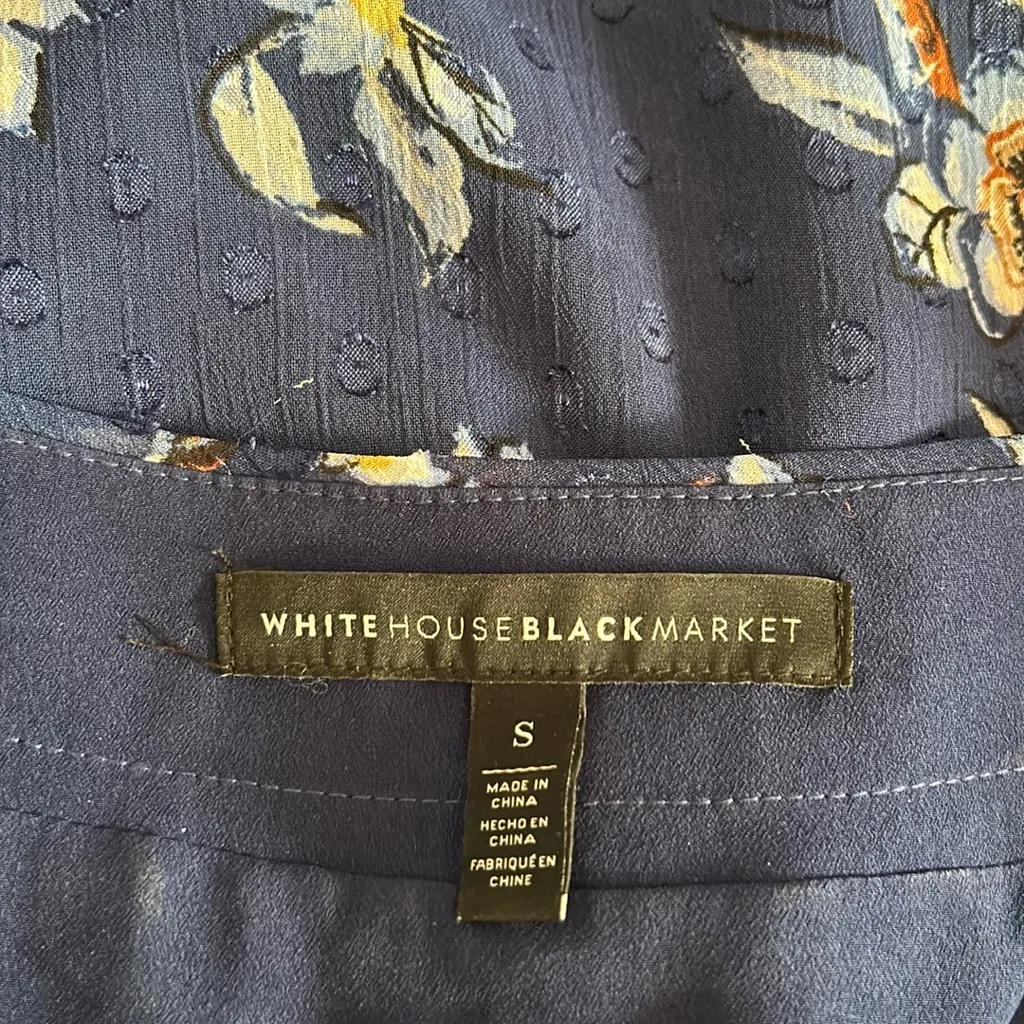 WHITEHOUSEBLACKMARKET
S
MADE IN
CHINA
HECHO EN
CHINA
FABRIQUÉ EN
CHINE